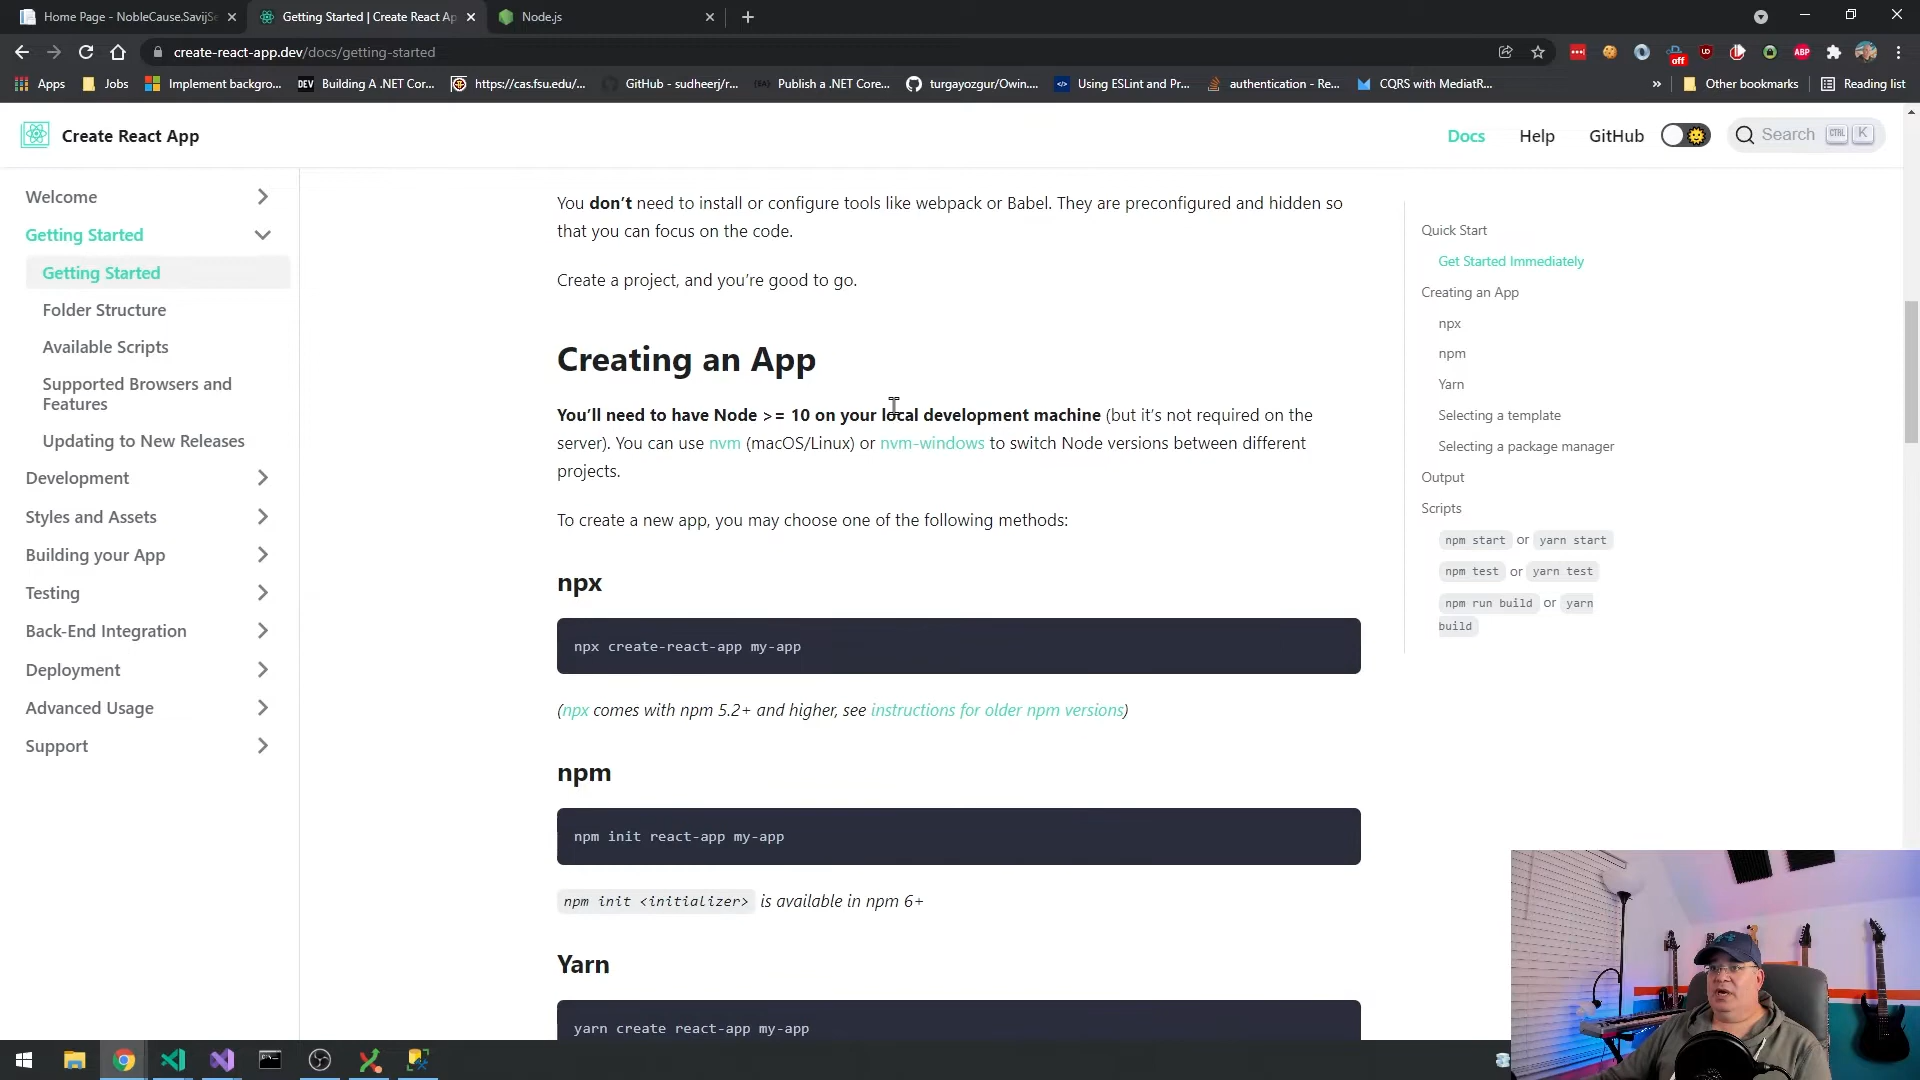 Home Page - NobleCause.SavijSe
Getting Started | Create React Ap
Node.js
create-react-app.dev/docs/getting-started
off
ABP
Apps
Jobs
Implement backgro...
DEV
Building A .NET Cor...
https://cas.fsu.edu/...
GitHub - sudheerj/r...
Publish a .NET Core...
turgayozgur/Owin....
Using ESLint and Pr...
authentication - Re...
CQRS with MediatR...
»
Other bookmarks
Reading list
Create React App
Docs
Help
GitHub
Search
CTRL
K
Welcome
Getting Started
Getting Started
Folder Structure
Available Scripts
Supported Browsers and
Features
Updating to New Releases
Development
Styles and Assets
Building your App
Testing
Back-End Integration
Deployment
Advanced Usage
Support
You don’t need to install or configure tools like webpack or Babel. They are preconfigured and hidden so
that you can focus on the code.
Create a project, and you’re good to go.
Creating an App
You’ll need to have Node >= 10 on your local development machine (but it’s not required on the
server). You can use nvm (macOS/Linux) or nvm-windows to switch Node versions between different
projects.
To create a new app, you may choose one of the following methods:
npx
npx create-react-app my-app
(npx comes with npm 5.2+ and higher, see instructions for older npm versions)
npm
npm init react-app my-app
npm init <initializer> is available in npm 6+
Yarn
yarn create react-app my-app
Quick Start
Get Started Immediately
Creating an App
npx
npm
Yarn
Selecting a template
Selecting a package manager
Output
Scripts
npm start or yarn start
npm test or yarn test
npm run build or yarn
build